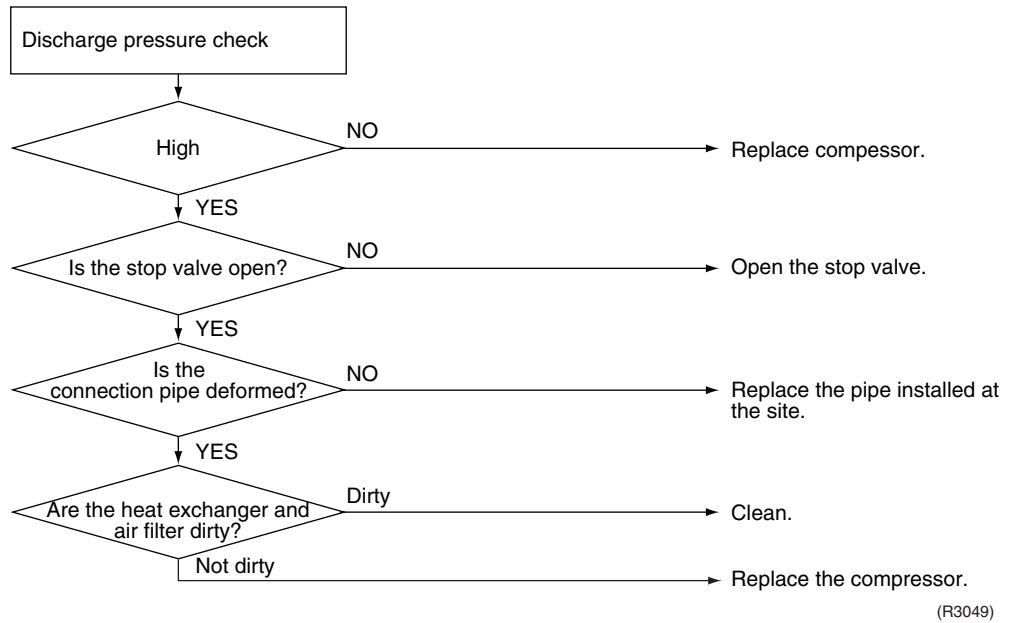 Discharge pressure check
High
NO
Replace compessor.
YES
Is the stop valve open?
NO
Open the stop valve.
YES
Is the
connection pipe deformed?
NO
Replace the pipe installed at
the site.
YES
Are the heat exchanger and
air filter dirty?
Dirty
Clean.
Not dirty
Replace the compressor.
(R3049)